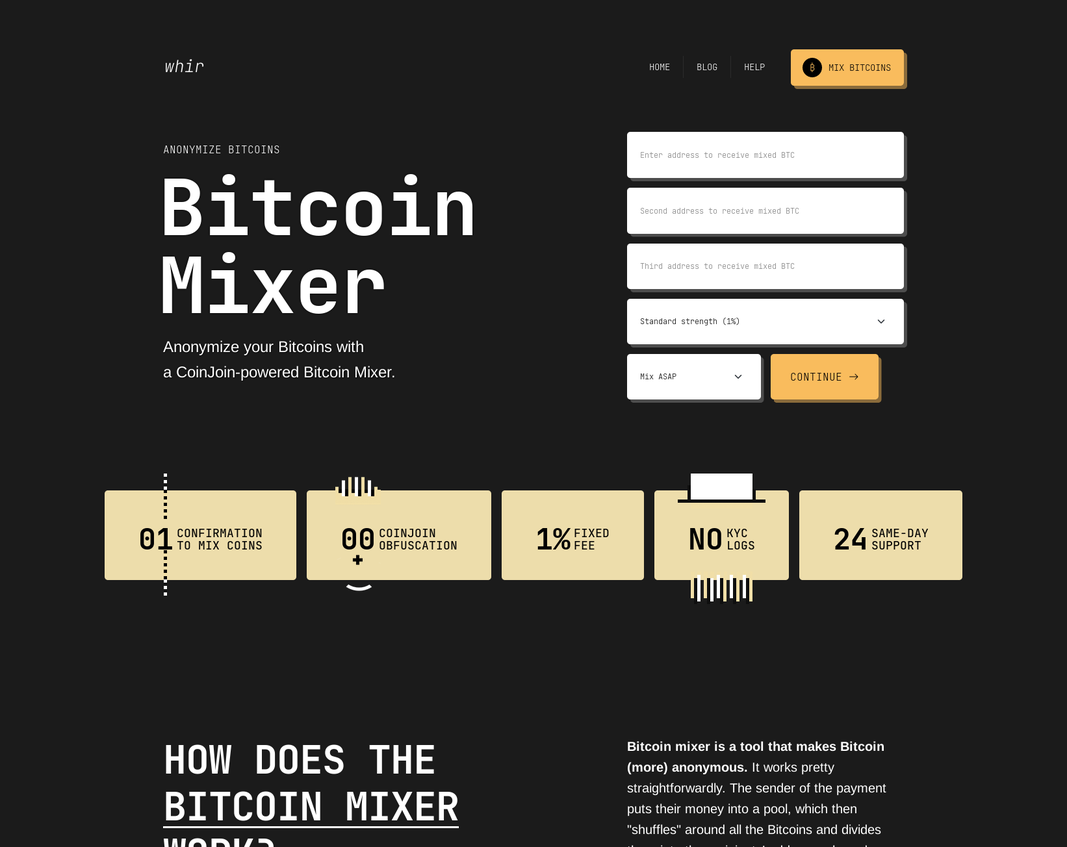 whir
HOME
BLOG
HELP
₿ MIX BITCOINS
ANONYMIZE BITCOINS
Bitcoin
Mixer
Anonymize your Bitcoins with
a CoinJoin-powered Bitcoin Mixer.
Enter address to receive mixed BTC
Second address to receive mixed BTC
Third address to receive mixed BTC
Standard strength (1%)
Mix ASAP
CONTINUE →
01 CONFIRMATION
TO MIX COINS
00 COINJOIN
OBFUSCATION
1% FIXED
FEE
NO KYC
LOGS
24 SAME-DAY
SUPPORT
HOW DOES THE
BITCOIN MIXER
WORK?
Bitcoin mixer is a tool that makes Bitcoin
(more) anonymous. It works pretty
straightforwardly. The sender of the payment
puts their money into a pool, which then
"shuffles" around all the Bitcoins and divides